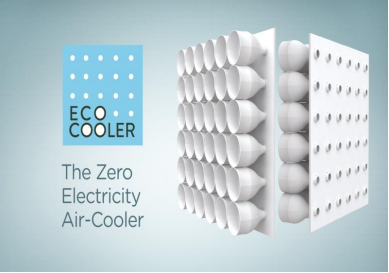 ECO
COOLER
The Zero
Electricity
Air-Cooler